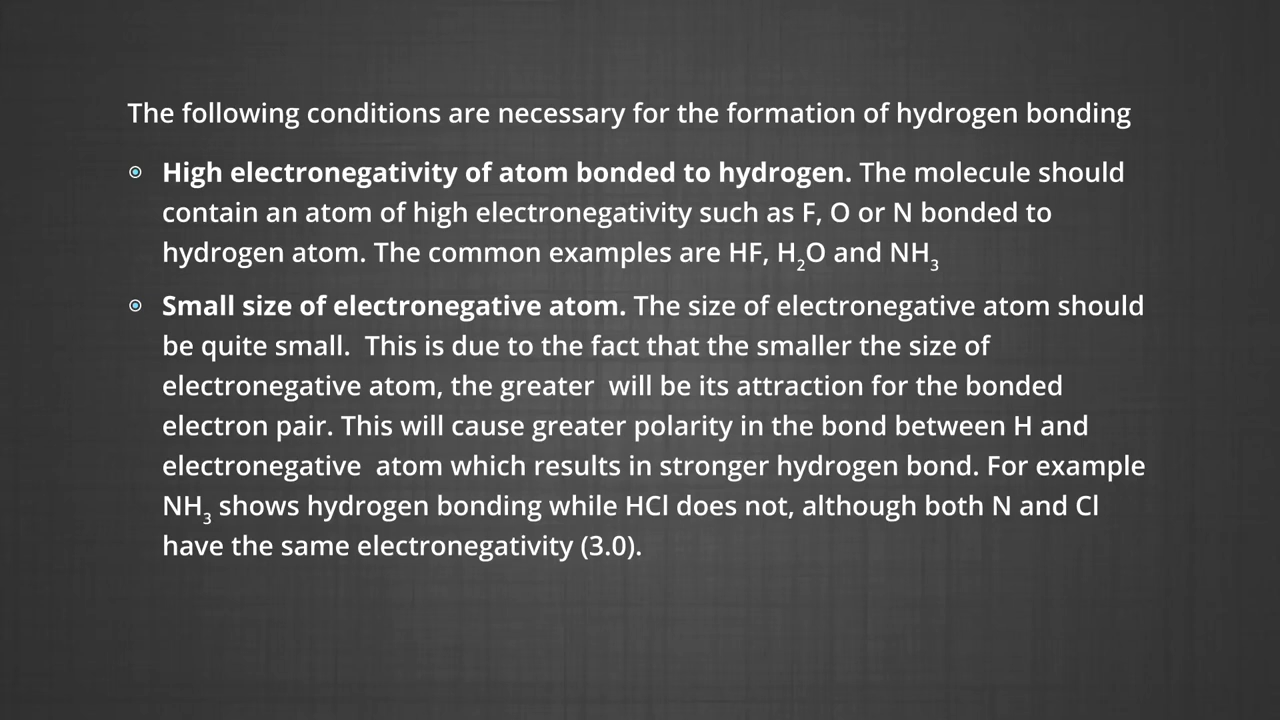 The following conditions are necessary for the formation of hydrogen bonding
High electronegativity of atom bonded to hydrogen. The molecule should
contain an atom of high electronegativity such as F, O or N bonded to
hydrogen atom. The common examples are HF, H₂O and NH₃
Small size of electronegative atom. The size of electronegative atom should
be quite small.  This is due to the fact that the smaller the size of
electronegative atom, the greater  will be its attraction for the bonded
electron pair. This will cause greater polarity in the bond between H and
electronegative  atom which results in stronger hydrogen bond. For example
NH₃ shows hydrogen bonding while HCl does not, although both N and Cl
have the same electronegativity (3.0).